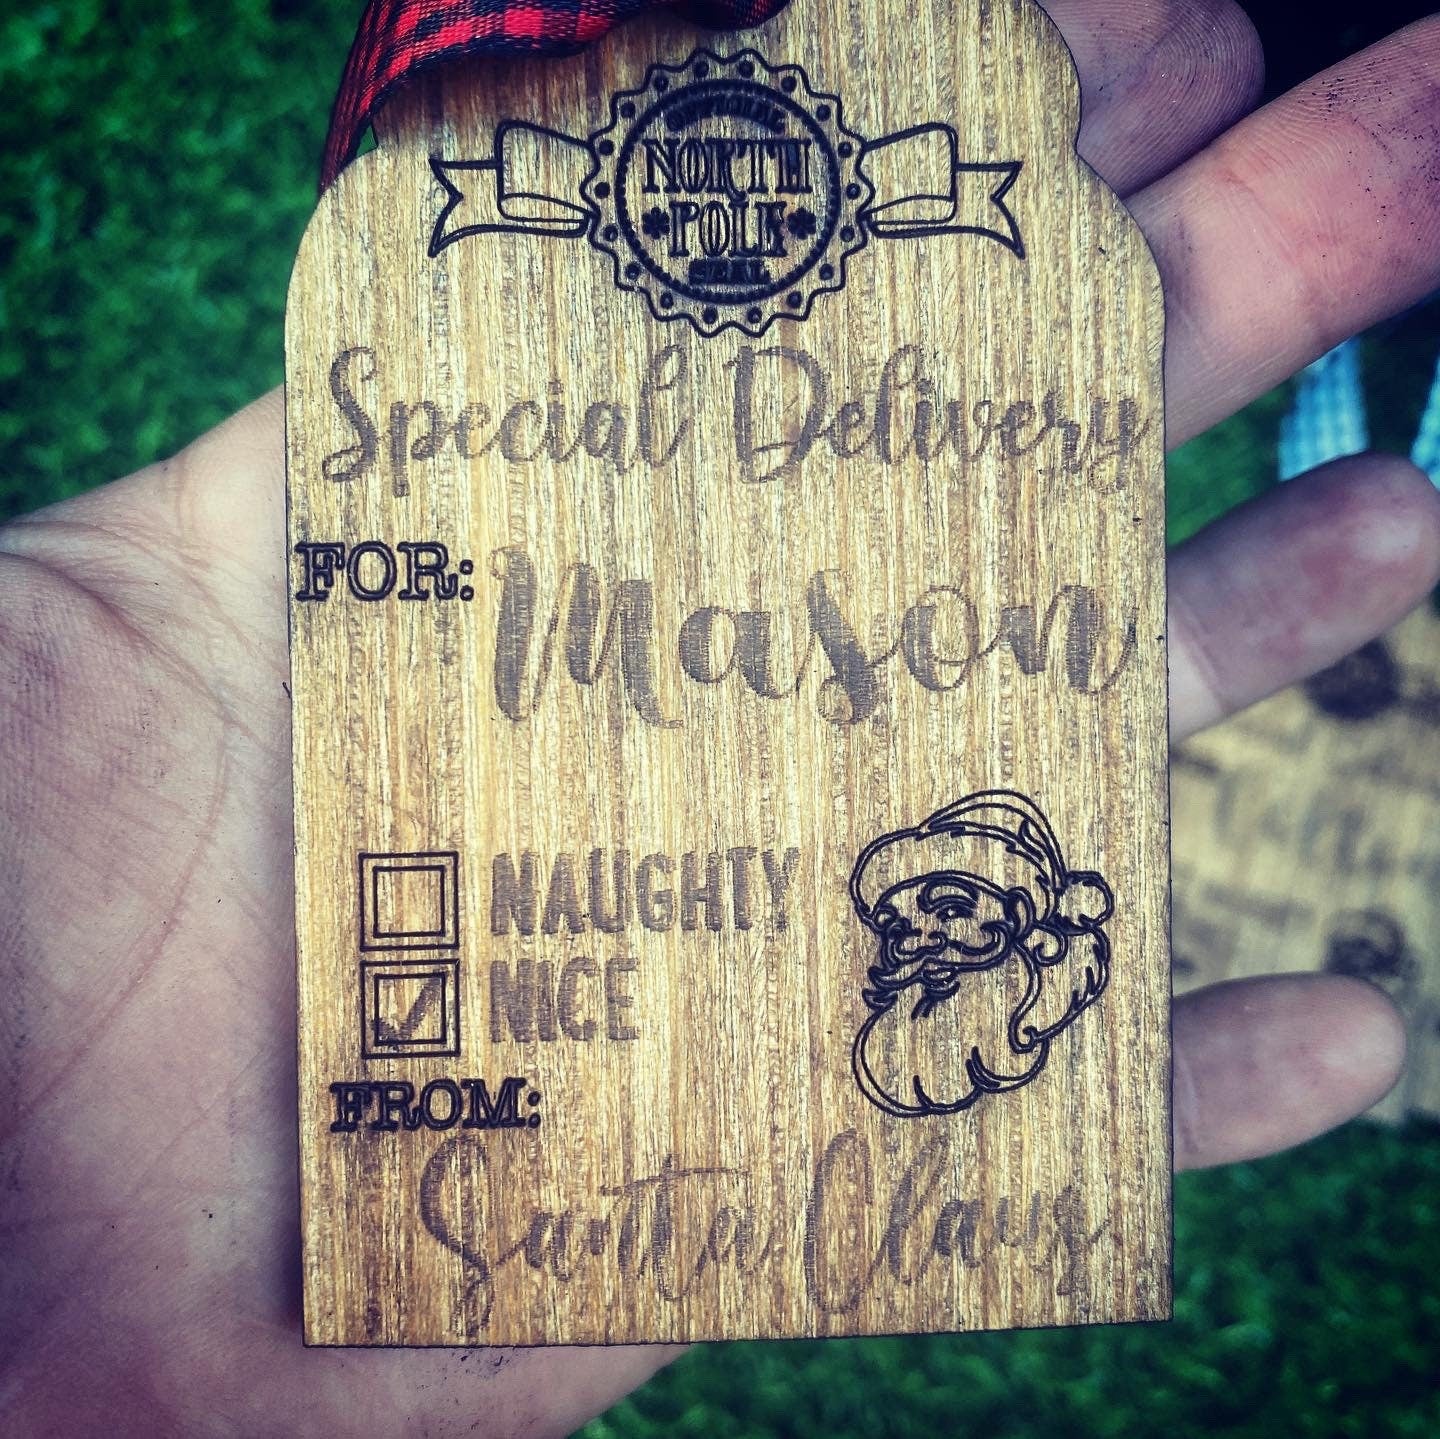 OFFICIAL
NORTH
POLE
SEAL
Special Delivery
FOR: Mason
NAUGHTY
NICE
FROM:
Santa Claus